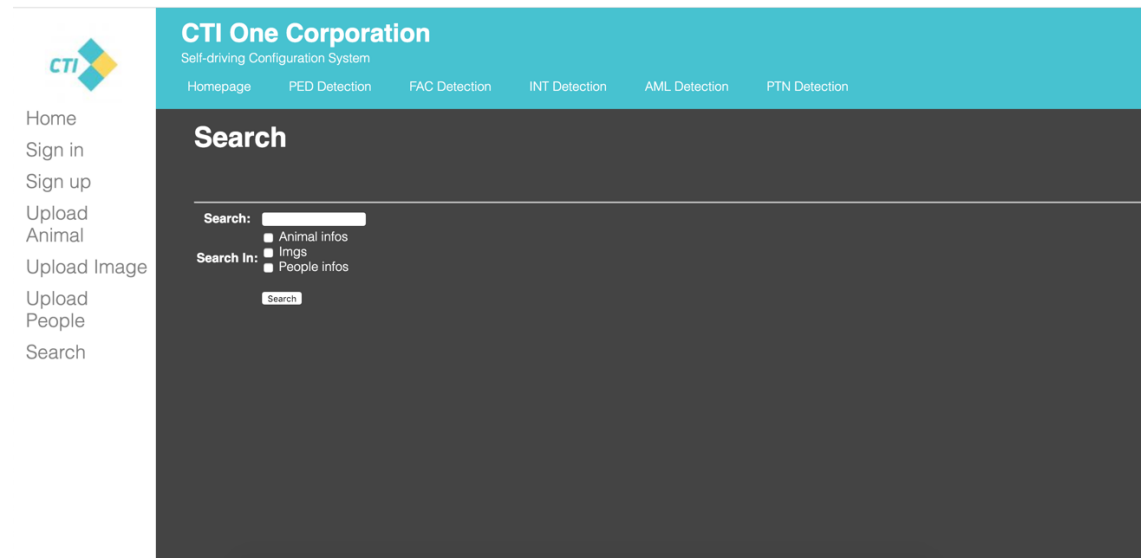 CTI
Home
Sign in
Sign up
Upload
Animal
Upload Image
Upload
People
Search
CTI One Corporation
Self-driving Configuration System
Homepage PED Detection FAC Detection INT Detection AML Detection PTN Detection
Search
Search:
Animal infos
Search In: Imgs
People infos
Search